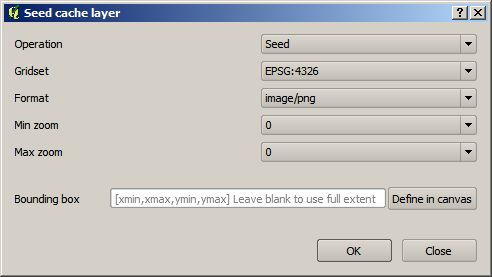 Seed cache layer
Operation Seed
Gridset EPSG:4326
Format image/png
Min zoom 0
Max zoom 0
Bounding box [xmin,xmax,ymin,ymax] Leave blank to use full extent Define in canvas
OK Close